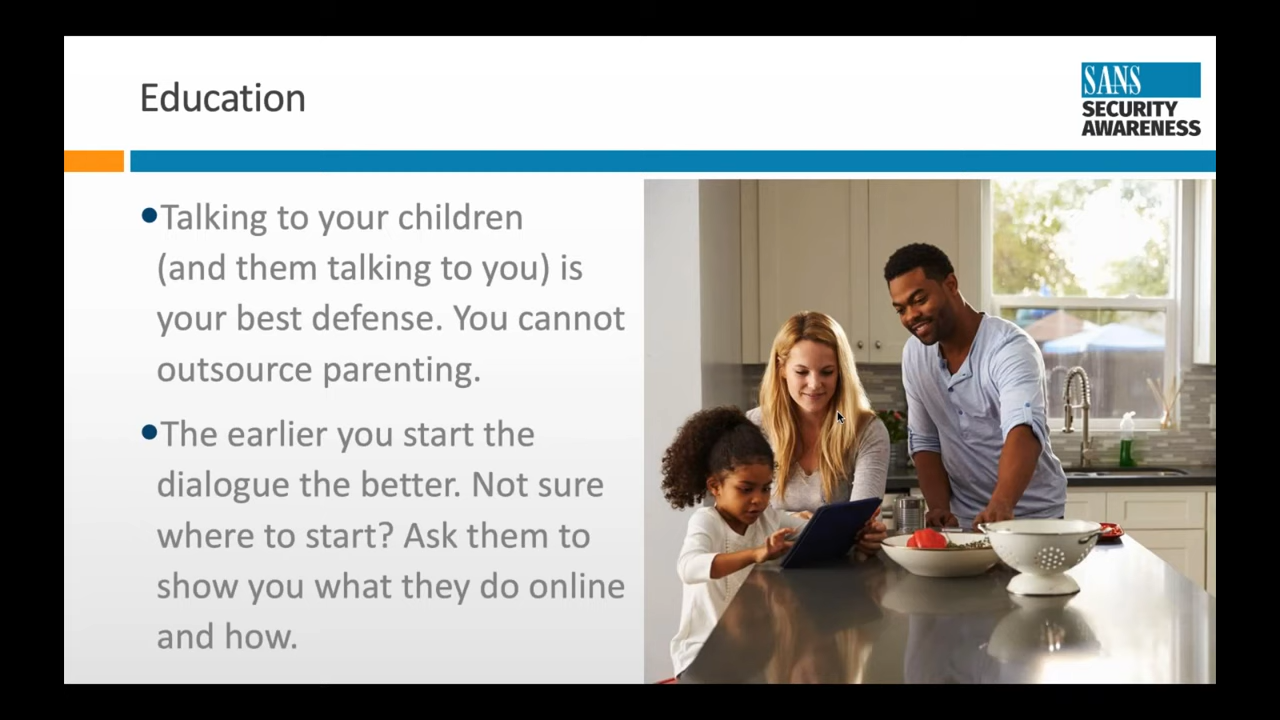 Education
SANS
SECURITY
AWARENESS
•Talking to your children
(and them talking to you) is
your best defense. You cannot
outsource parenting.
•The earlier you start the
dialogue the better. Not sure
where to start? Ask them to
show you what they do online
and how.